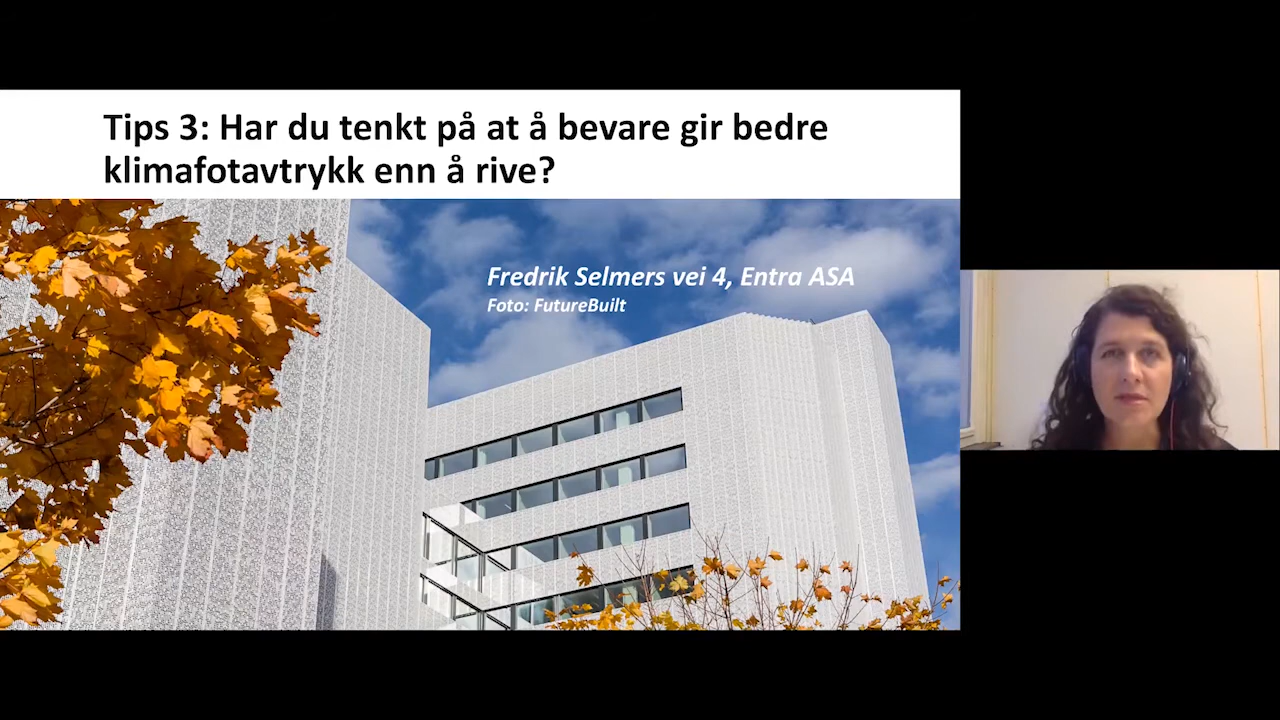 Tips 3: Har du tenkt på at å bevare gir bedre
klimafotavtrykk enn å rive?
Fredrik Selmers vei 4, Entra ASA
Foto: FutureBuilt